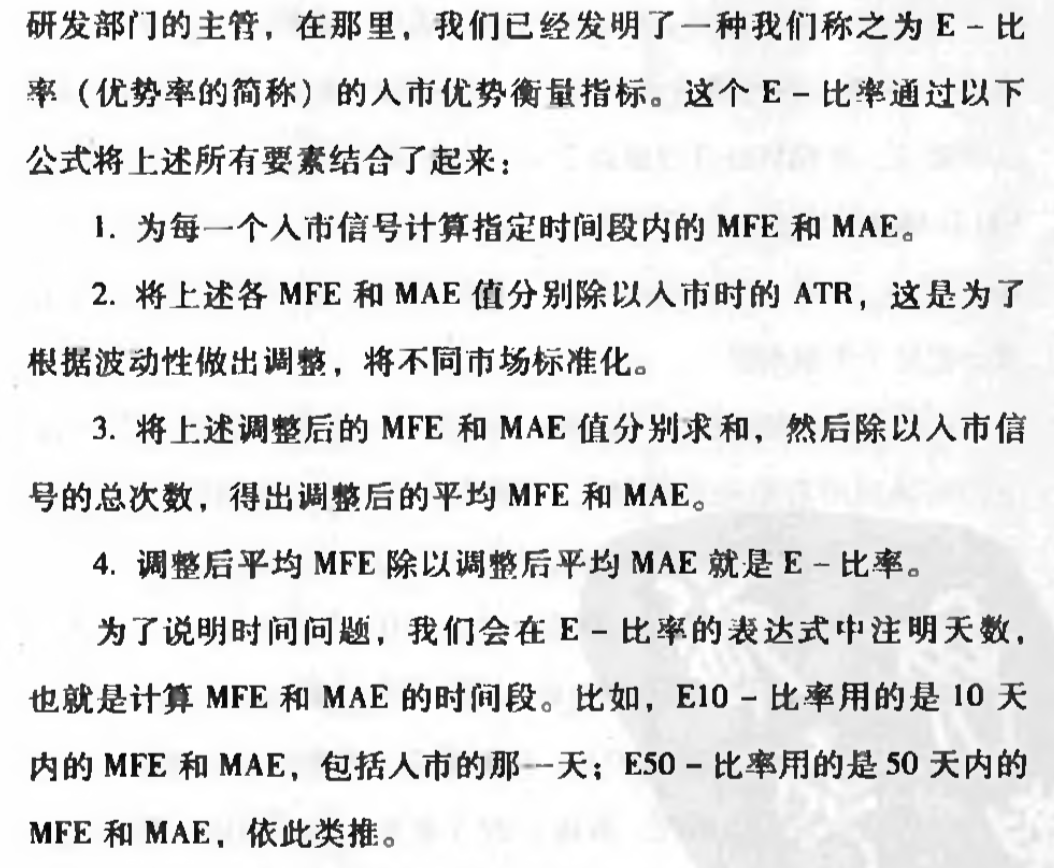 研发部门的主管，在那里，我们已经发明了一种我们称之为 E－比
率（优势率的简称）的入市优势衡量指标。这个 E－比率通过以下
公式将上述所有要素结合了起来：
1. 为每一个入市信号计算指定时间段内的 MFE 和 MAE。
2. 将上述各 MFE 和 MAE 值分别除以入市时的 ATR，这是为了
根据波动性做出调整，将不同市场标准化。
3. 将上述调整后的 MFE 和 MAE 值分别求和，然后除以入市信
号的总次数，得出调整后的平均 MFE 和 MAE。
4. 调整后平均 MFE 除以调整后平均 MAE 就是 E－比率。
为了说明时间问题，我们会在 E－比率的表达式中注明天数，
也就是计算 MFE 和 MAE 的时间段。比如，E10－比率用的是 10 天
内的 MFE 和 MAE，包括入市的那一天；E50－比率用的是 50 天内的
MFE 和 MAE，依此类推。